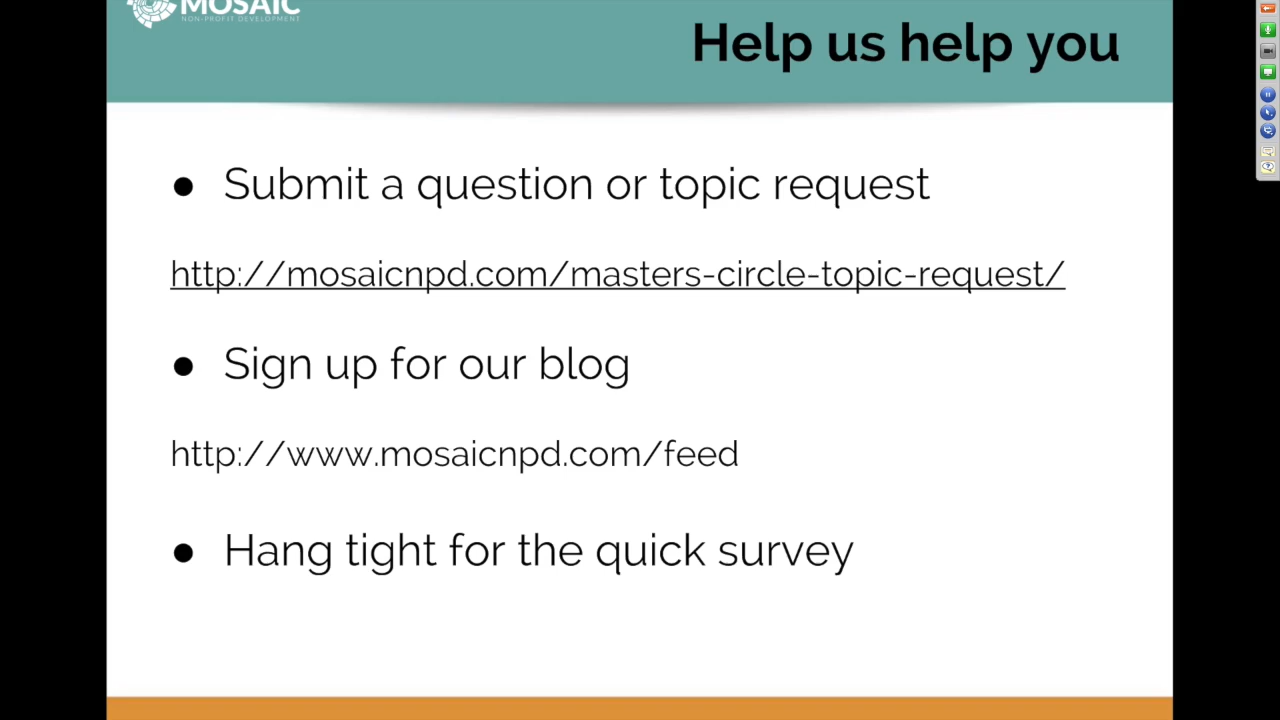 MOSAIC
NON-PROFIT DEVELOPMENT
Help us help you
● Submit a question or topic request
http://mosaicnpd.com/masters-circle-topic-request/
● Sign up for our blog
http://www.mosaicnpd.com/feed
● Hang tight for the quick survey